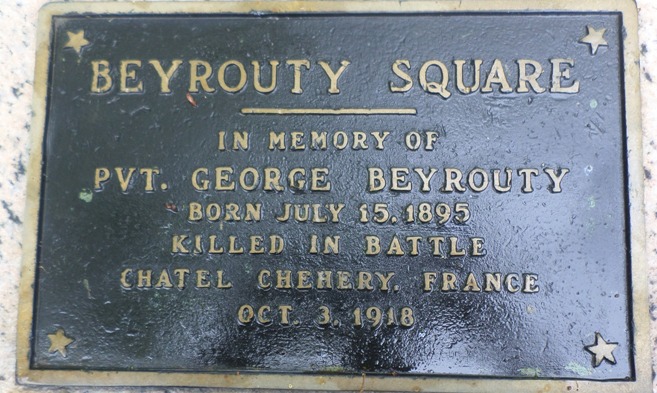 BEYROUTY SQUARE
IN MEMORY OF
PVT. GEORGE BEYROUTY
BORN JULY 15, 1895
KILLED IN BATTLE
CHATEL CHEHERY, FRANCE
OCT. 3, 1918